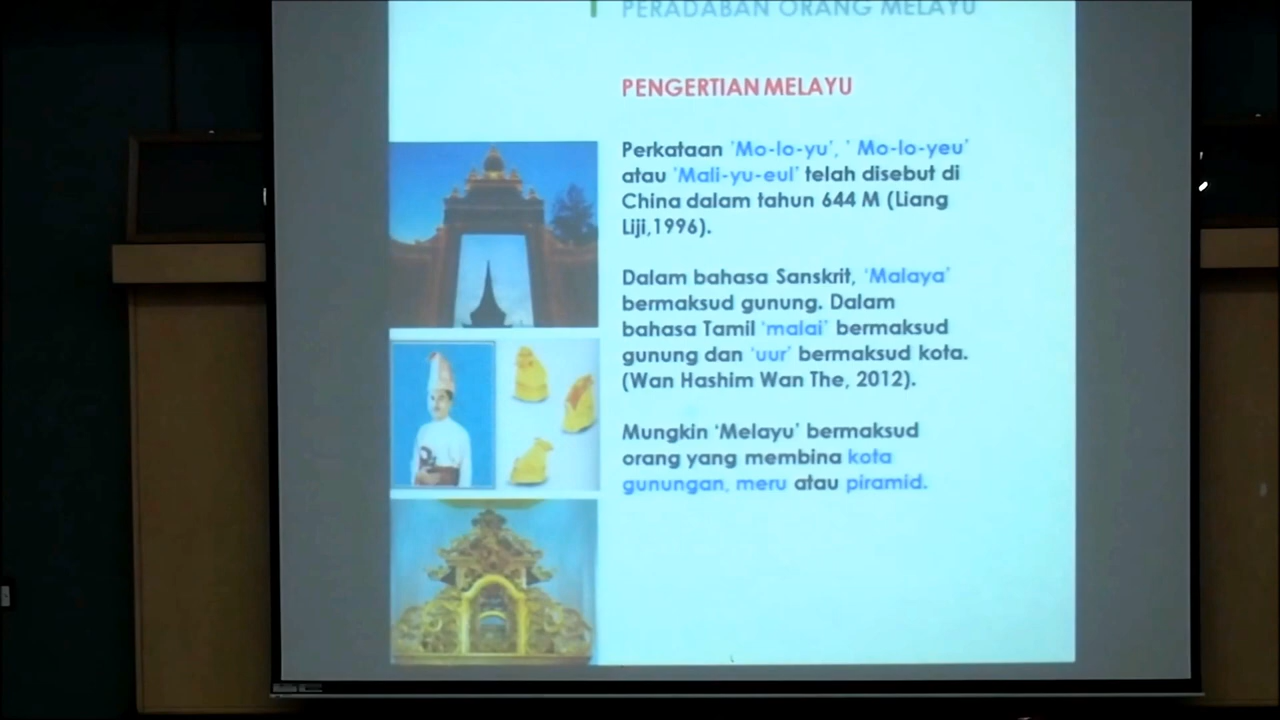 PERADABAN ORANG MELAYU
PENGERTIAN MELAYU
Perkataan 'Mo-lo-yu', ' Mo-lo-yeu'
atau 'Mali-yu-eul' telah disebut di
China dalam tahun 644 M (Liang
Liji,1996).
Dalam bahasa Sanskrit, 'Malaya'
bermaksud gunung. Dalam
bahasa Tamil 'malai' bermaksud
gunung dan 'uur' bermaksud kota.
(Wan Hashim Wan The, 2012).
Mungkin 'Melayu' bermaksud
orang yang membina kota
gunungan, meru atau piramid.